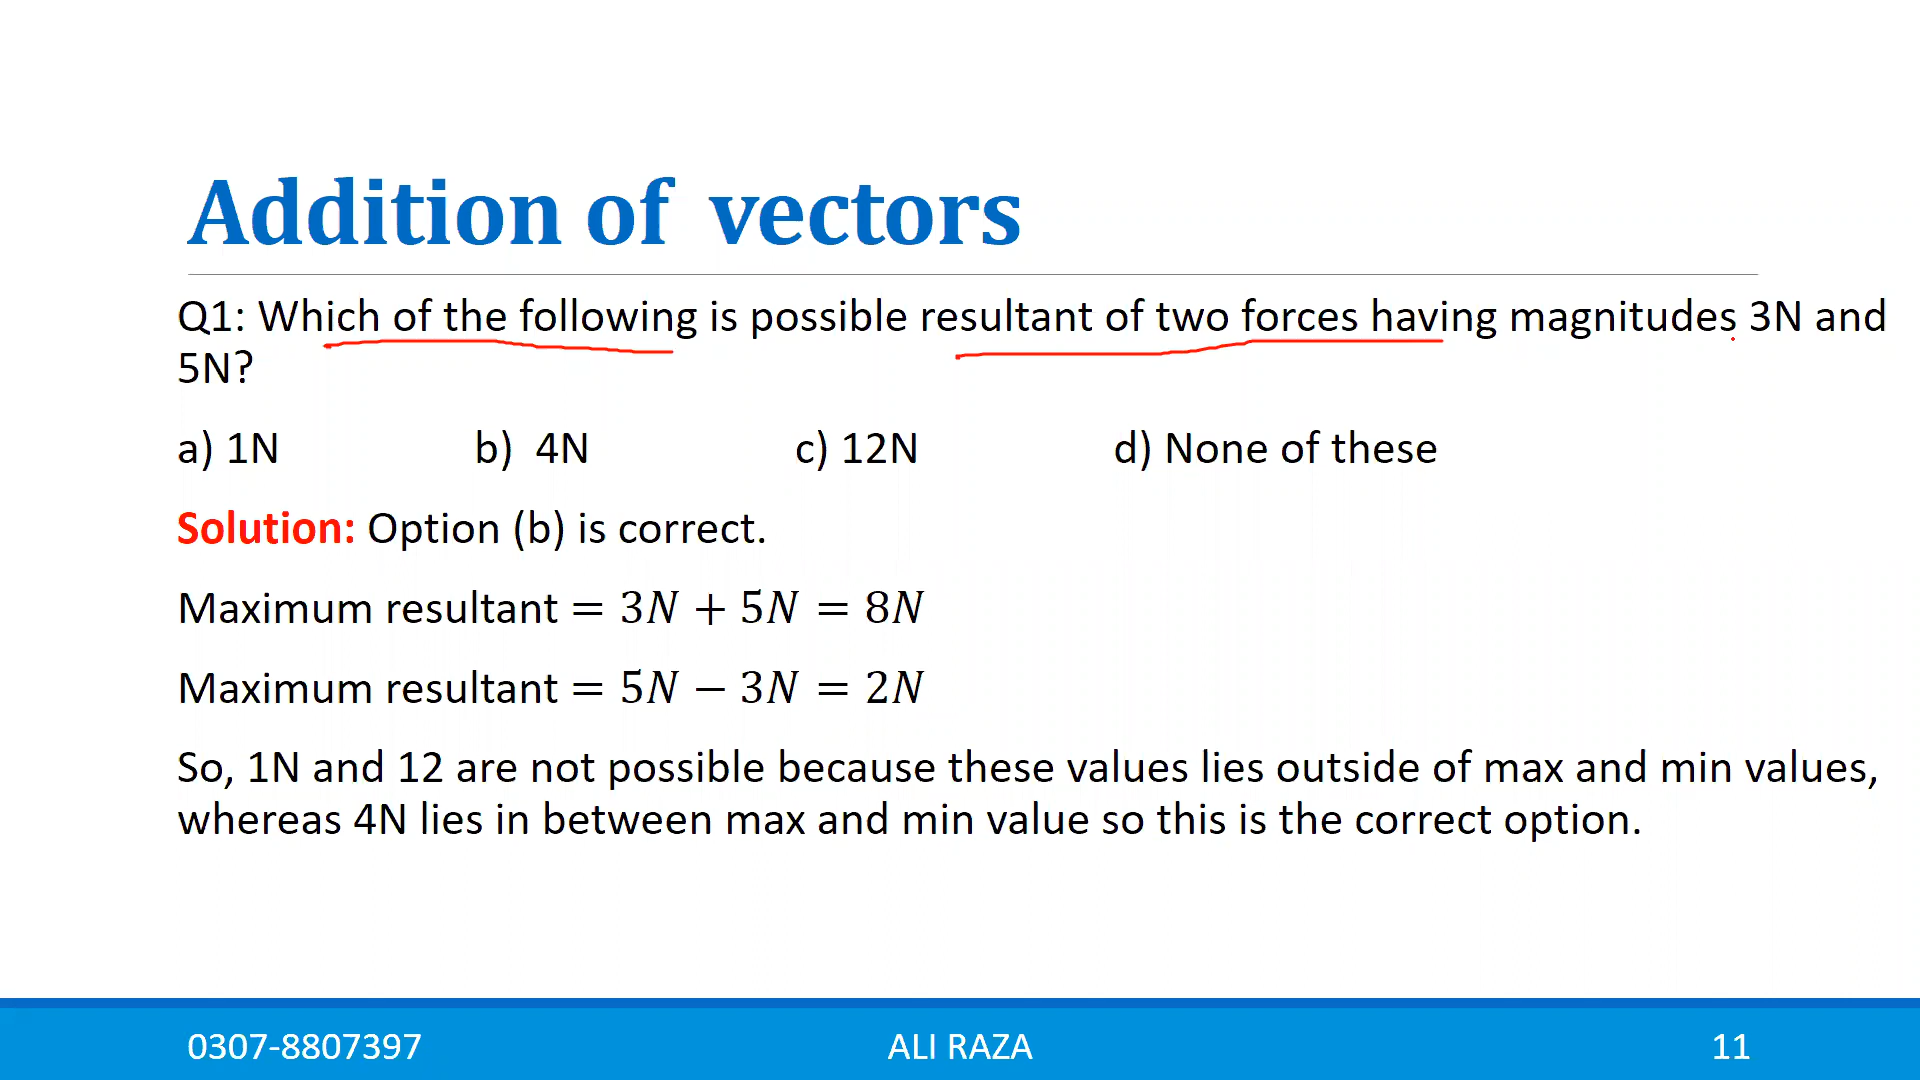 Addition of vectors
Q1: Which of the following is possible resultant of two forces having magnitudes 3N and
5N?
a) 1N b) 4N c) 12N d) None of these
Solution: Option (b) is correct.
Maximum resultant = 3N + 5N = 8N
Maximum resultant = 5N − 3N = 2N
So, 1N and 12 are not possible because these values lies outside of max and min values,
whereas 4N lies in between max and min value so this is the correct option.
0307-8807397 ALI RAZA 11